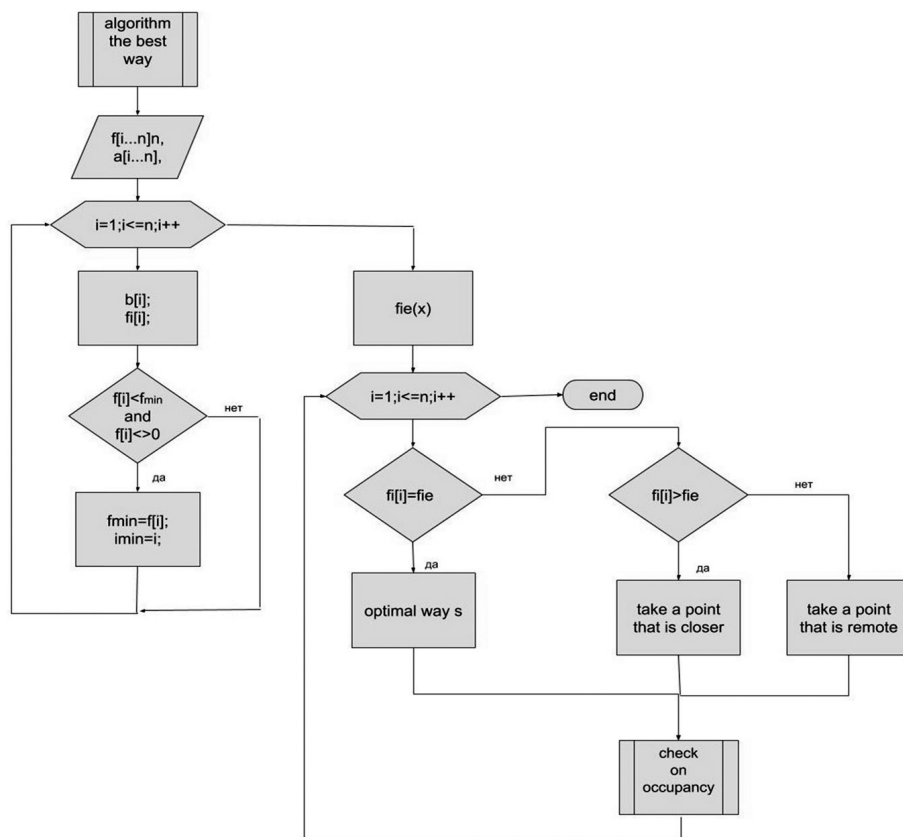 algorithm
the best
way
f[i...n]n,
a[i...n],
i=1;i<=n;i++
b[i];
fi[i];
f[i]<fmin
and
f[i]<>0
нет
да
fmin=f[i];
imin=i;
fie(x)
i=1;i<=n;i++
end
fi[i]=fie
нет
да
optimal way s
fi[i]>fie
нет
да
take a point
that is closer
take a point
that is remote
check
on
occupancy